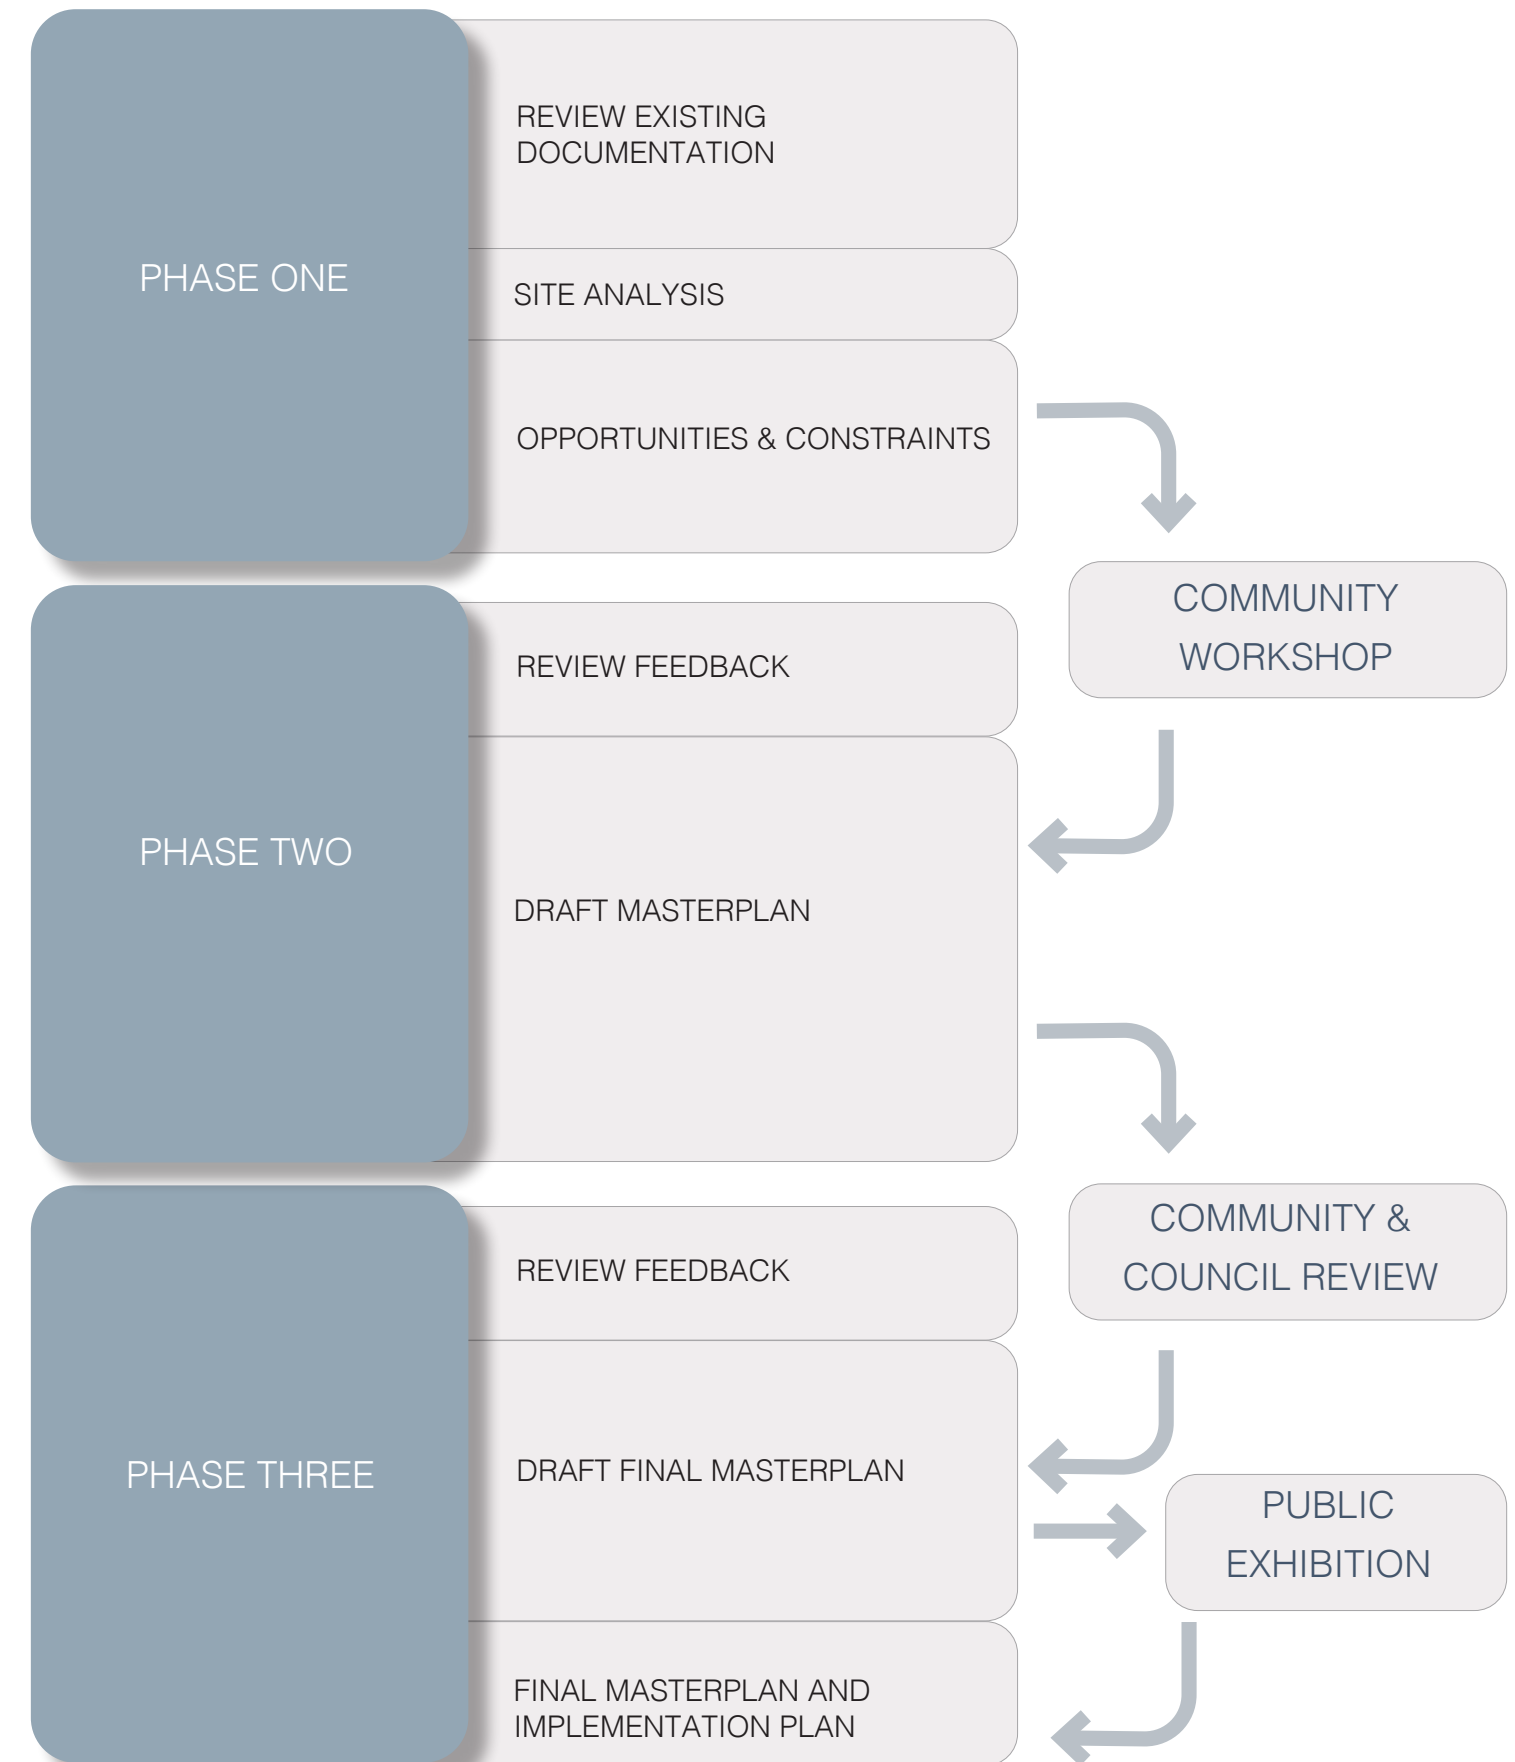 PHASE ONE
REVIEW EXISTING
DOCUMENTATION
SITE ANALYSIS
OPPORTUNITIES & CONSTRAINTS
COMMUNITY
WORKSHOP
PHASE TWO
REVIEW FEEDBACK
DRAFT MASTERPLAN
COMMUNITY &
COUNCIL REVIEW
PHASE THREE
REVIEW FEEDBACK
DRAFT FINAL MASTERPLAN
PUBLIC
EXHIBITION
FINAL MASTERPLAN AND
IMPLEMENTATION PLAN